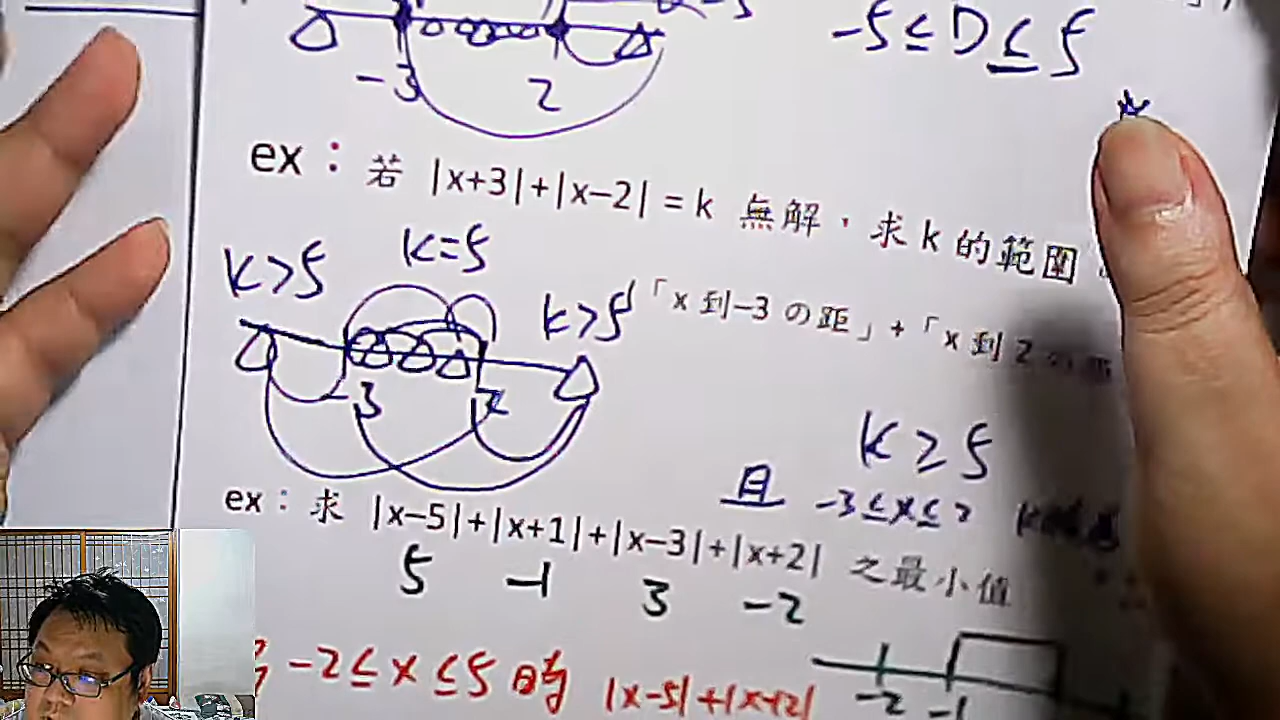 -3 2 -5≤D≤5
ex：若 |x+3|+|x-2| = k 無解，求 k 的範圍
k>5 k=5 k>5 「x 到-3 の距」+「x 到 2
-3 2 k≥5
且 -3≤x≤2
ex：求 |x-5|+|x+1|+|x-3|+|x+2| 之最小值
5 -1 3 -2
-2≤x≤5 時 |x-5|+|x+2|
-2 -1